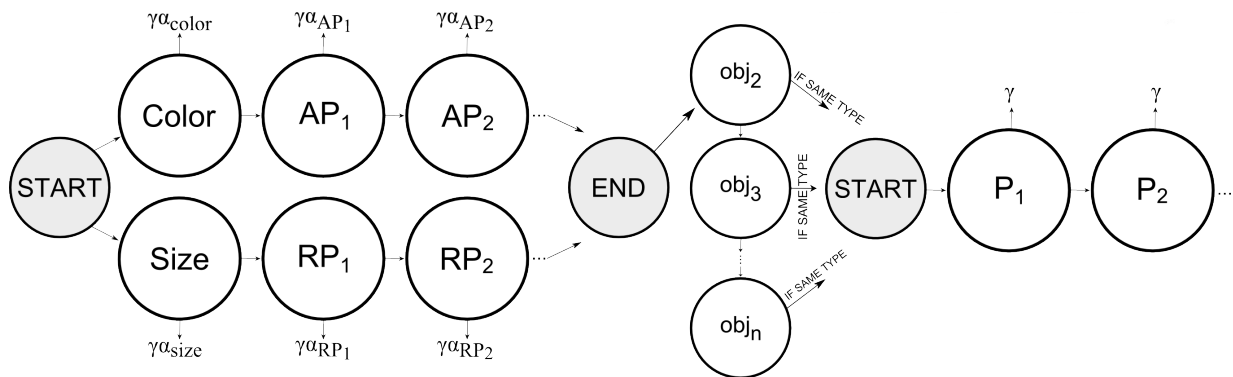 γα_color γα_AP₁ γα_AP₂
START
Color AP₁ AP₂ ...
Size RP₁ RP₂ ...
γα_size γα_RP₁ γα_RP₂
END
obj₂ IF SAME TYPE
obj₃ IF SAME TYPE
...
obj_n IF SAME TYPE
γ γ
START P₁ P₂ ...